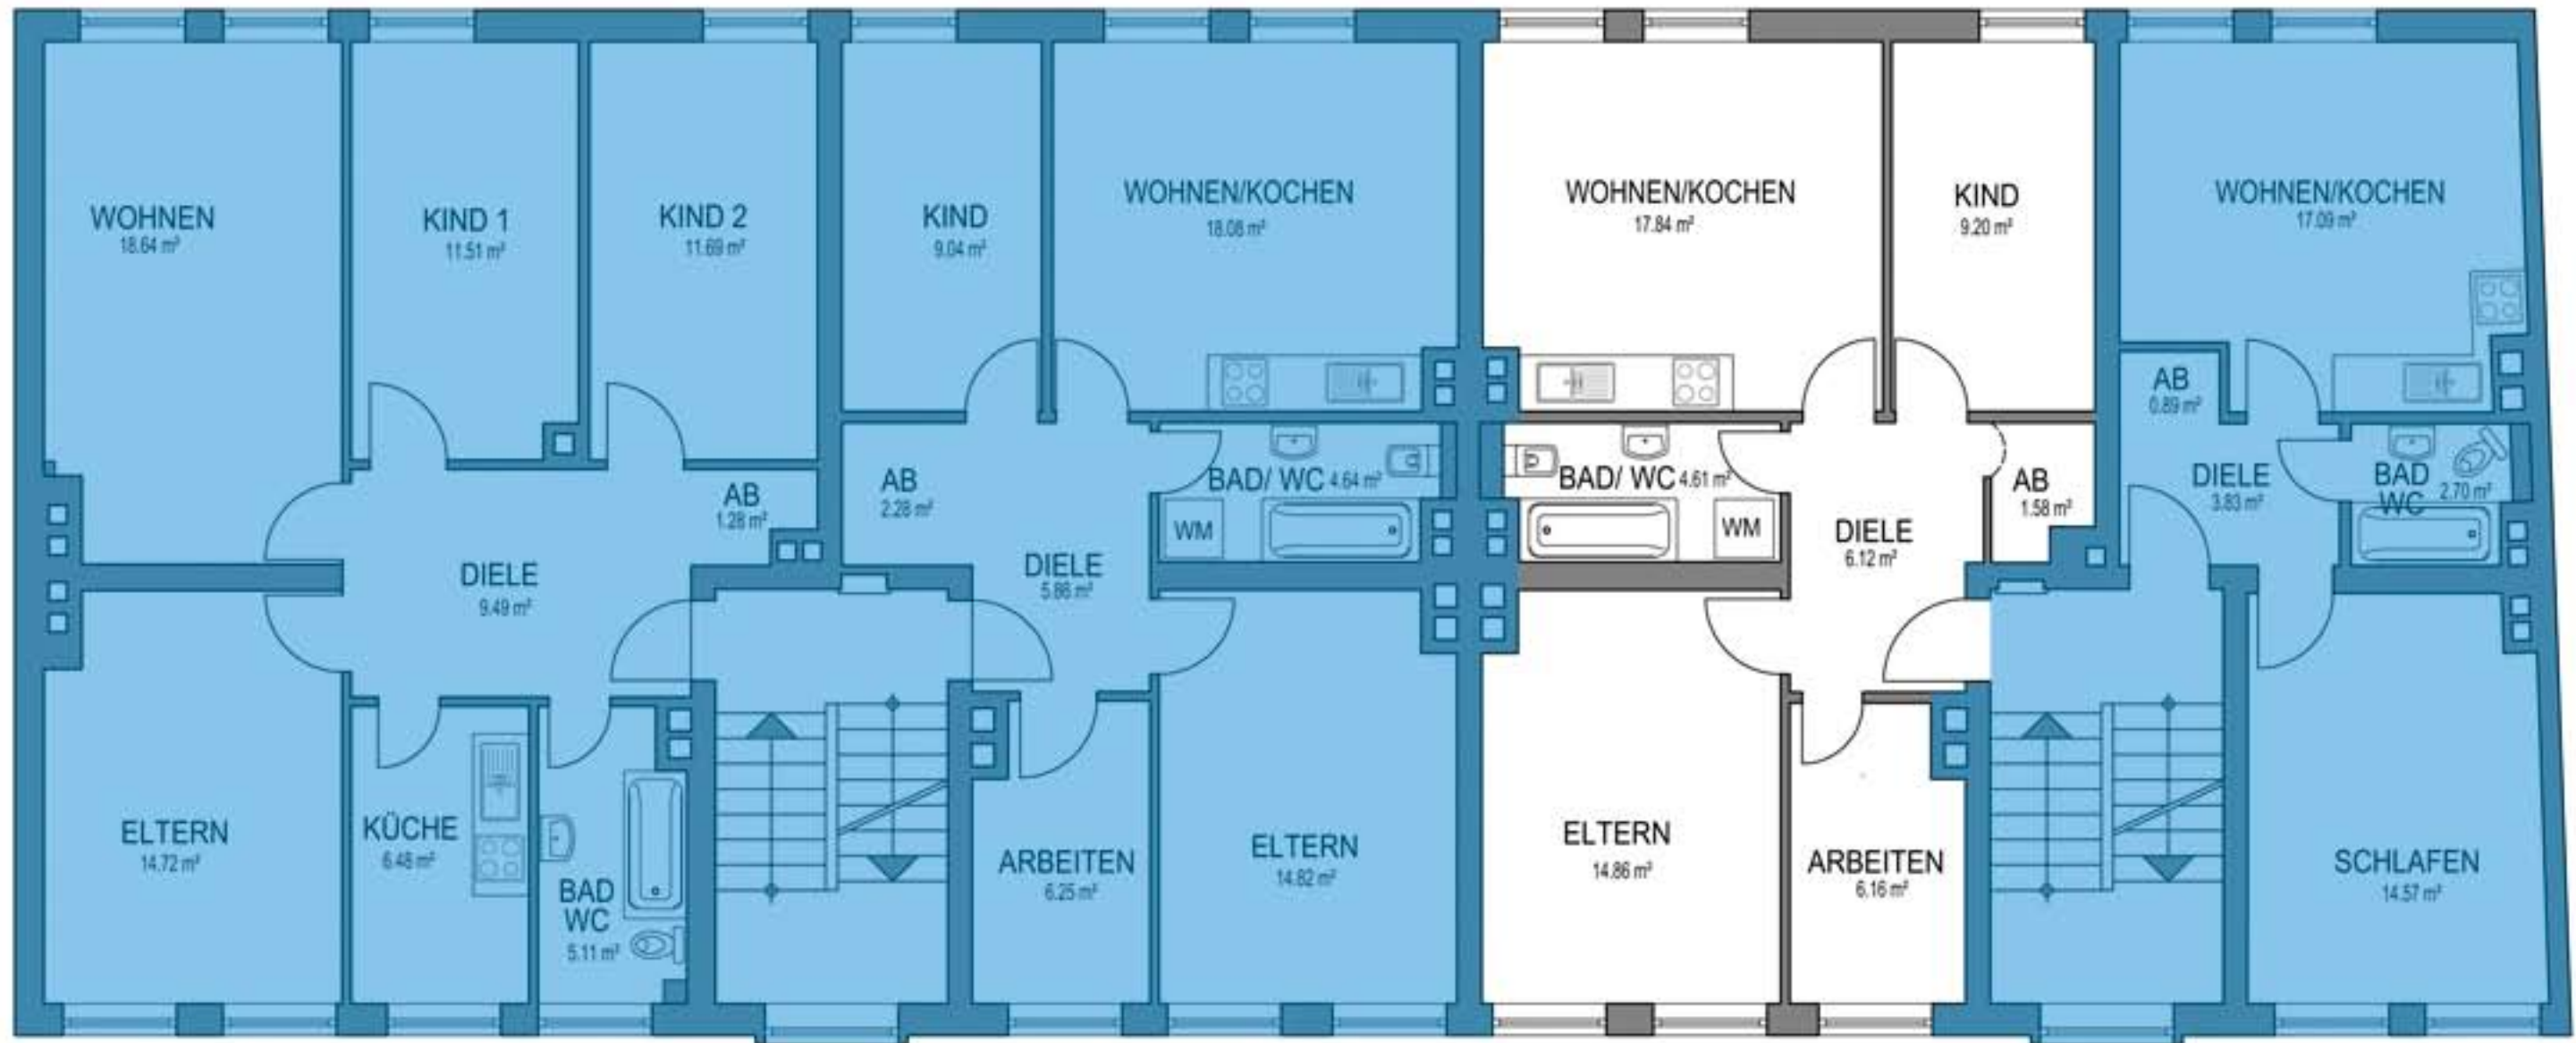 WOHNEN
18.64 m²
KIND 1
11.51 m²
KIND 2
11.69 m²
KIND
9.04 m²
WOHNEN/KOCHEN
18.08 m²
WOHNEN/KOCHEN
17.84 m²
KIND
9.20 m²
WOHNEN/KOCHEN
17.09 m²
AB
0.89 m²
AB
1.28 m²
AB
2.28 m²
BAD/ WC 4.64 m²
WM
BAD/ WC 4.61 m²
WM
AB
1.58 m²
DIELE
3.83 m²
BAD
WC 2.70 m²
DIELE
9.49 m²
DIELE
5.86 m²
DIELE
6.12 m²
ELTERN
14.72 m²
KÜCHE
6.48 m²
BAD
WC
5.11 m²
ARBEITEN
6.25 m²
ELTERN
14.82 m²
ELTERN
14.86 m²
ARBEITEN
6.16 m²
SCHLAFEN
14.57 m²